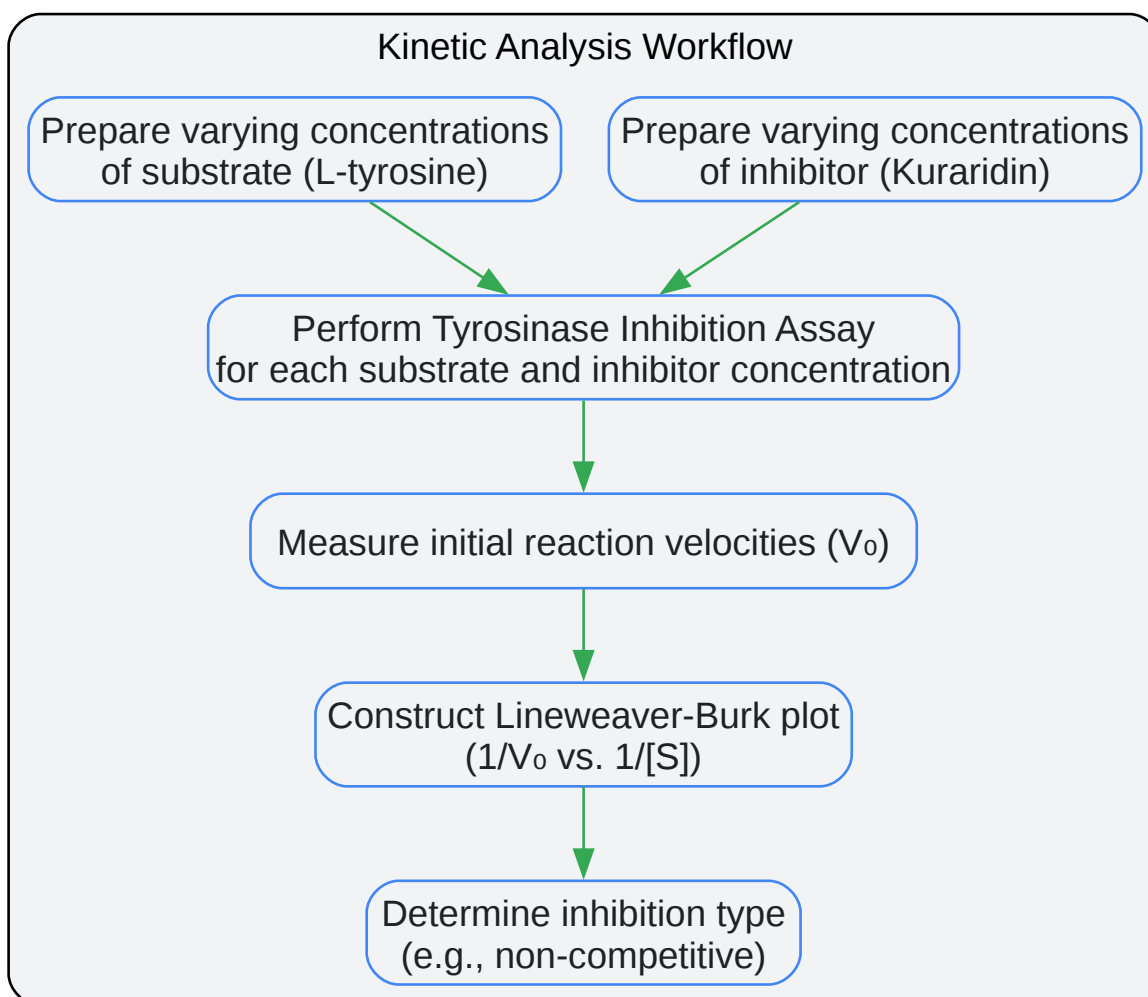 Kinetic Analysis Workflow
Prepare varying concentrations
of substrate (L-tyrosine)
Prepare varying concentrations
of inhibitor (Kuraridin)
Perform Tyrosinase Inhibition Assay
for each substrate and inhibitor concentration
Measure initial reaction velocities (V₀)
Construct Lineweaver-Burk plot
(1/V₀ vs. 1/[S])
Determine inhibition type
(e.g., non-competitive)